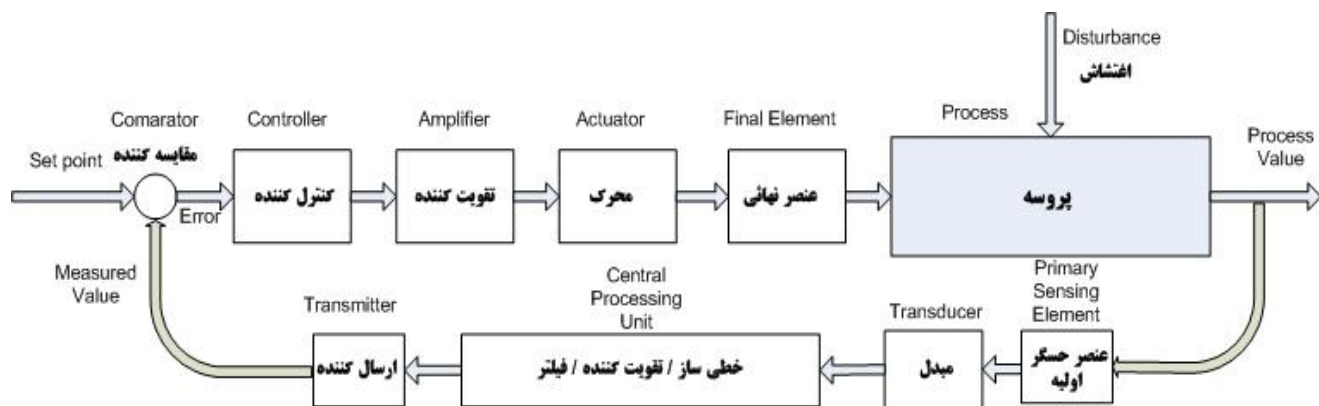 Disturbance
اغتشاش
Comarator
مقایسه کننده
Controller
Amplifier
Actuator
Final Element
Process
Process
Value
Set point
Error
کنترل کننده
تقویت کننده
محرک
عنصر نهائی
پروسه
Measured
Value
Transmitter
Central
Processing
Unit
Transducer
Primary
Sensing
Element
ارسال کننده
خطی ساز / تقویت کننده / فیلتر
مبدل
عنصر حسگر
اولیه